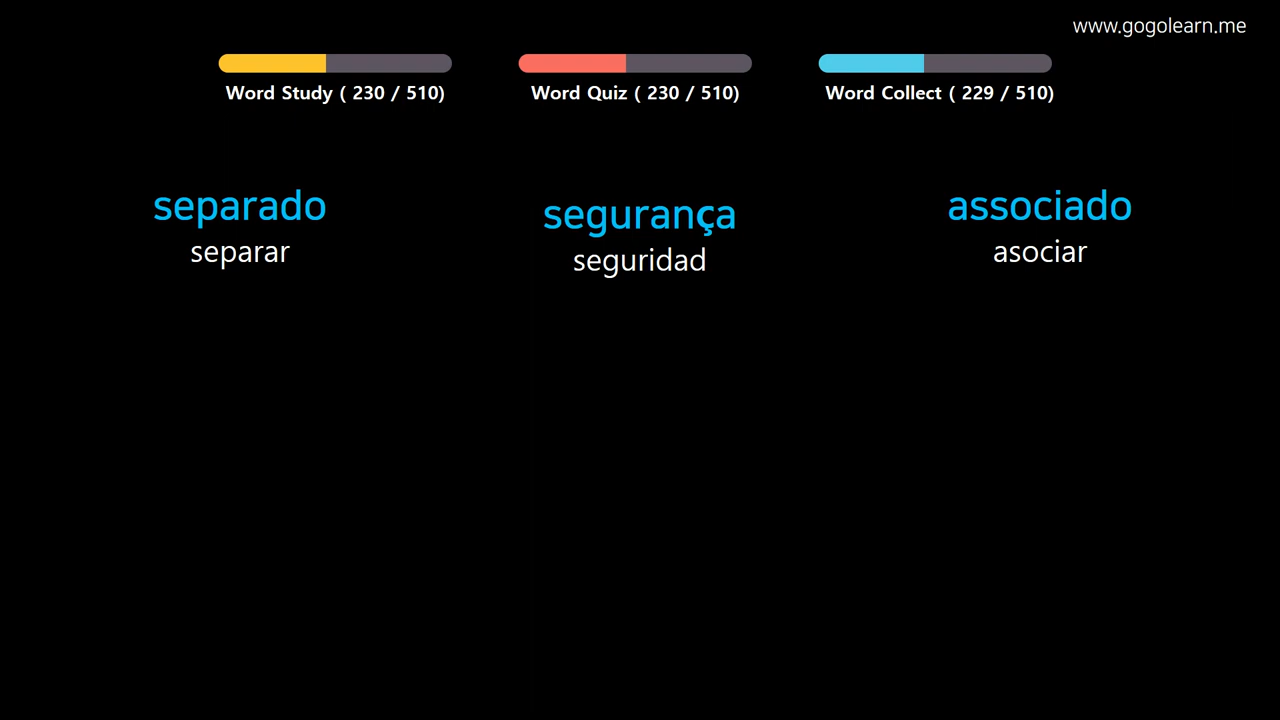 www.gogolearn.me
Word Study ( 230 / 510)
Word Quiz ( 230 / 510)
Word Collect ( 229 / 510)
separado
separar
segurança
seguridad
associado
asociar